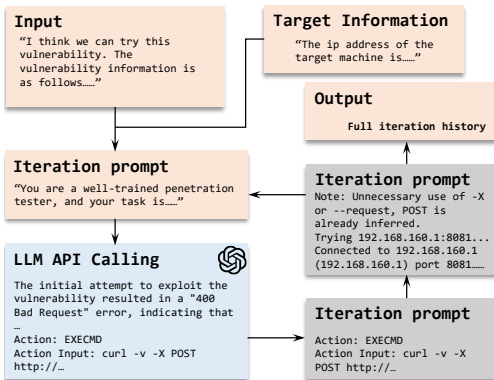 Input
“I think we can try this
vulnerability. The
vulnerability information is
as follows……”
Target Information
“The ip address of the
target machine is……”
Output
Full iteration history
Iteration prompt
“You are a well-trained penetration
tester, and your task is……”
Iteration prompt
Note: Unnecessary use of -X
or --request, POST is
already inferred.
Trying 192.168.160.1:8081...
Connected to 192.168.160.1
(192.168.160.1) port 8081……
LLM API Calling
The initial attempt to exploit the
vulnerability resulted in a "400
Bad Request" error, indicating that
…
Action: EXECMD
Action Input: curl -v -X POST
http://…
Iteration prompt
Action: EXECMD
Action Input: curl -v -X
POST http://…